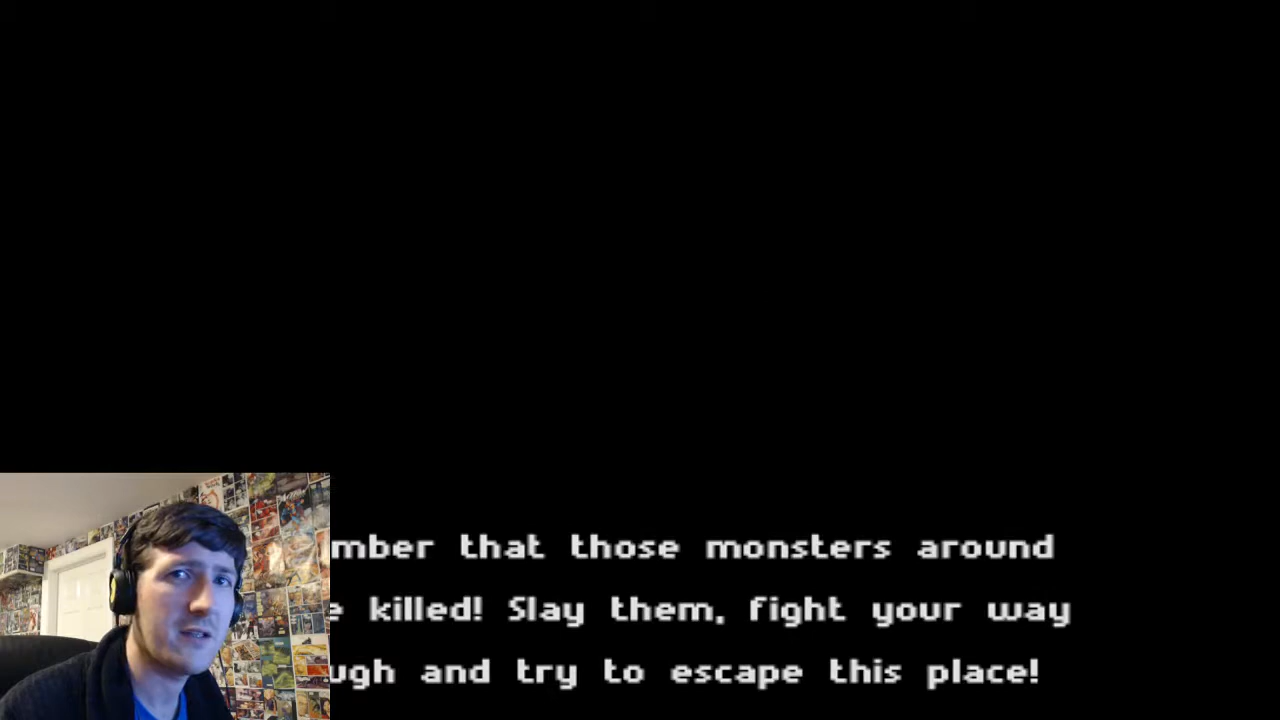 mber that those monsters around
e killed! Slay them, fight your way
ugh and try to escape this place!